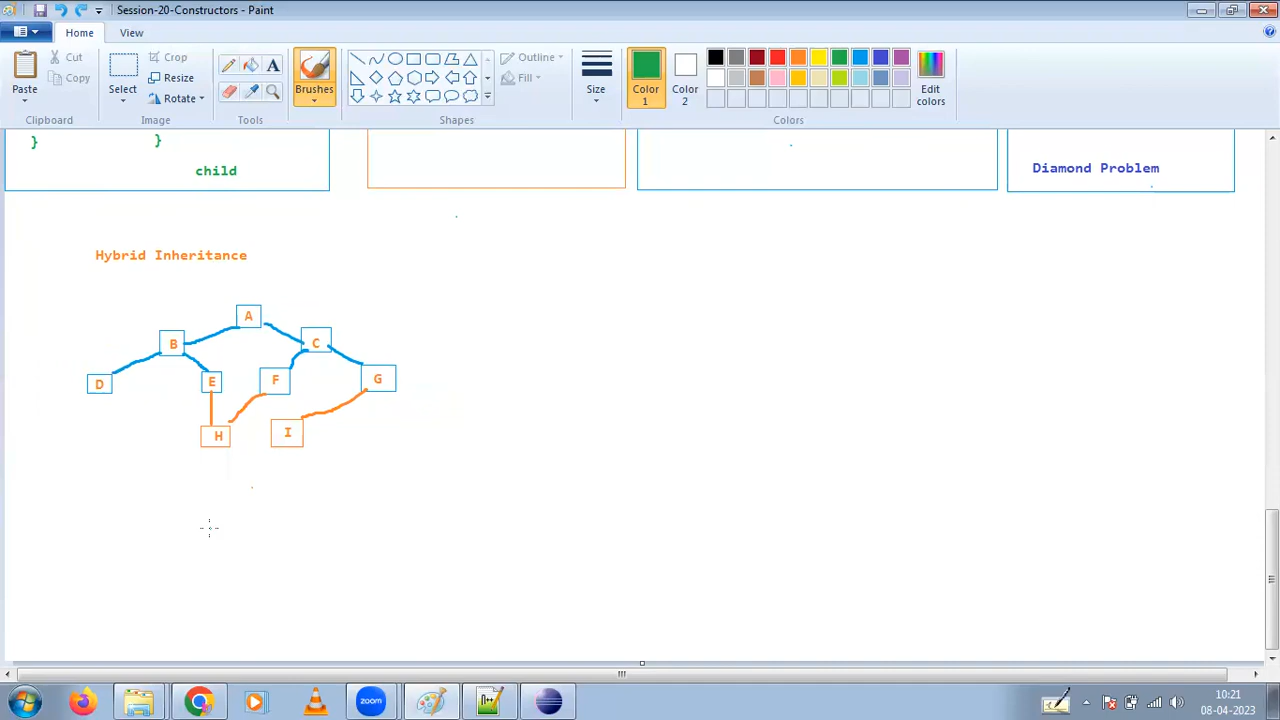 Session-20-Constructors - Paint
Home
View
Paste
Cut
Copy
Clipboard
Select
Crop
Resize
Rotate
Image
A
Tools
Brushes
Outline
Fill
Shapes
Size
Color 1
Color 2
Edit colors
Colors
} }
child
Diamond Problem
Hybrid Inheritance
A
B C
D E F G
H I
zoom
10:21
08-04-2023